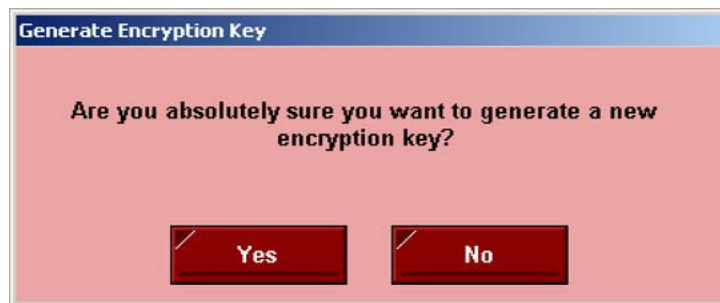 Generate Encryption Key
Are you absolutely sure you want to generate a new
encryption key?
Yes
No